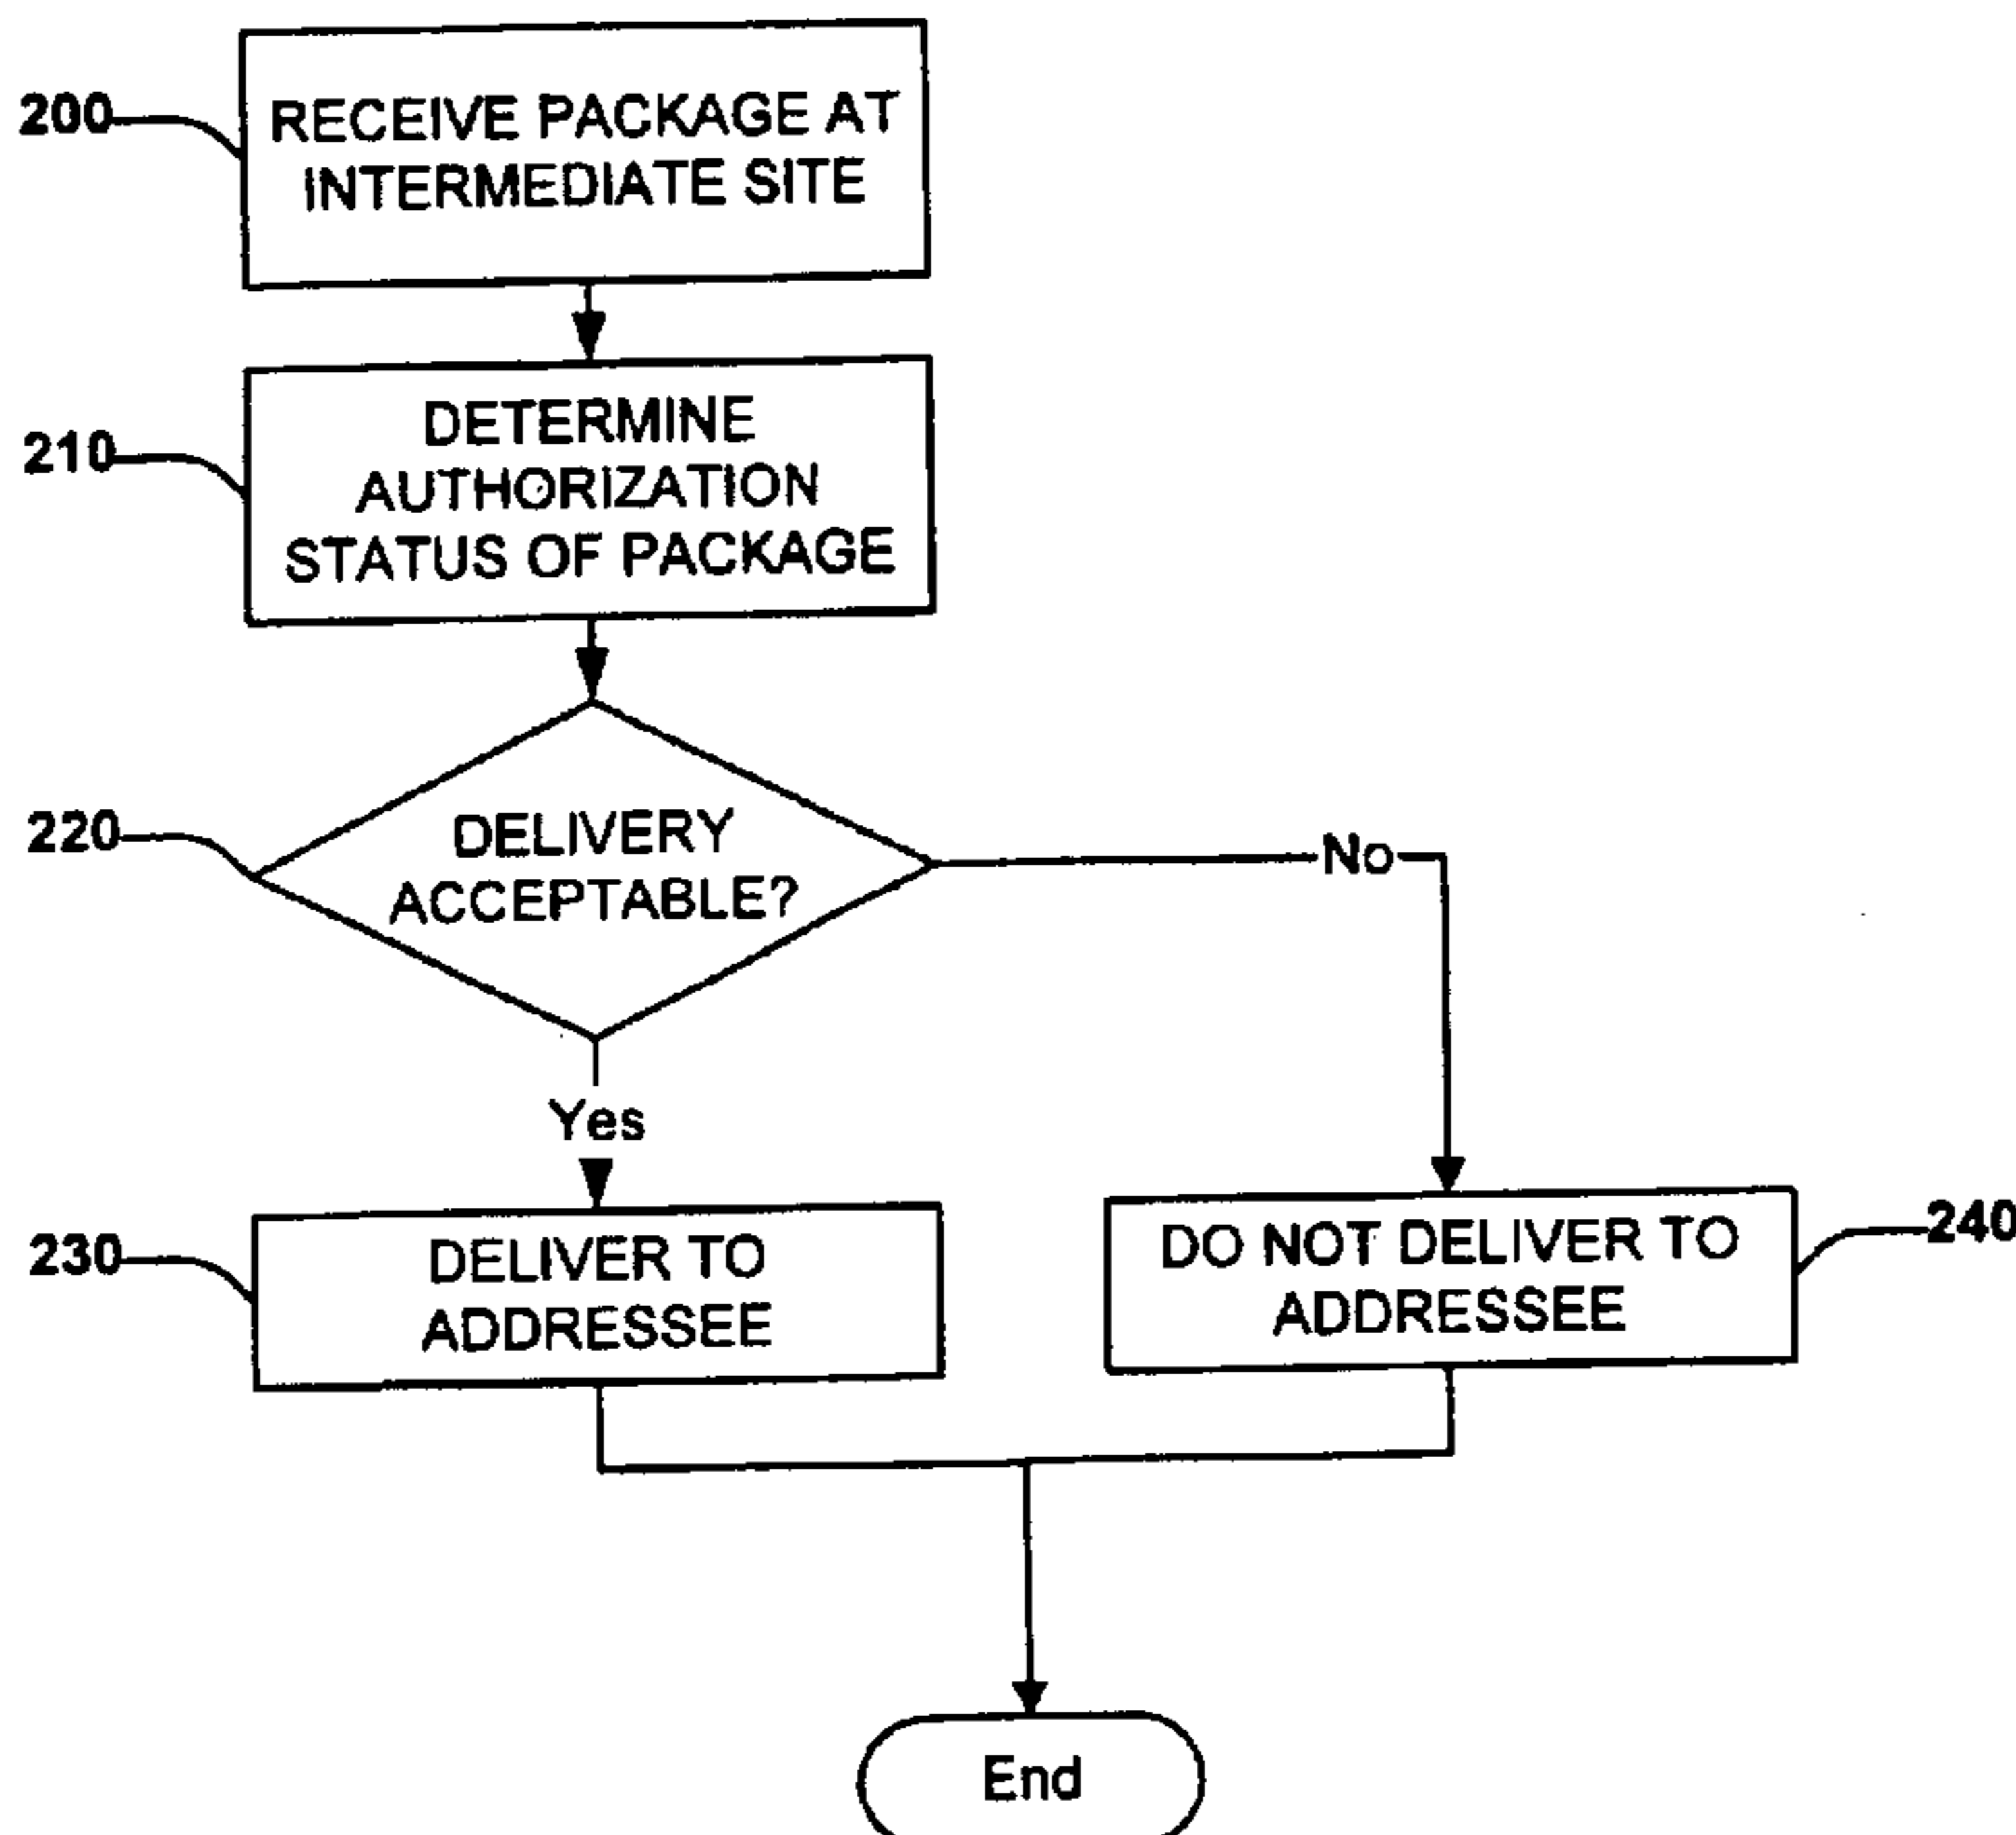 200
RECEIVE PACKAGE AT
INTERMEDIATE SITE
210
DETERMINE
AUTHORIZATION
STATUS OF PACKAGE
220
DELIVERY
ACCEPTABLE?
No
Yes
230
DELIVER TO
ADDRESSEE
DO NOT DELIVER TO
ADDRESSEE
240
End